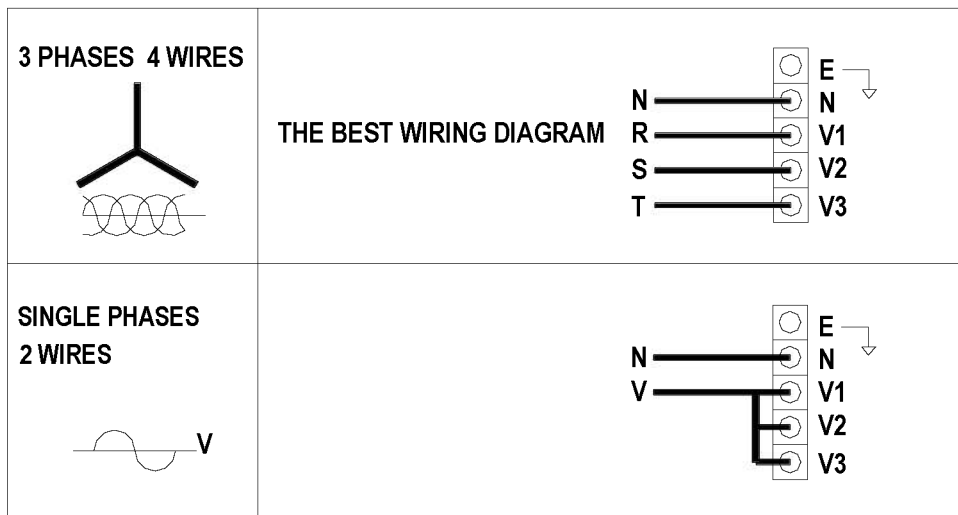 3 PHASES 4 WIRES
THE BEST WIRING DIAGRAM
E
N N
R V1
S V2
T V3
SINGLE PHASES
2 WIRES
V
E
N N
V V1
V2
V3